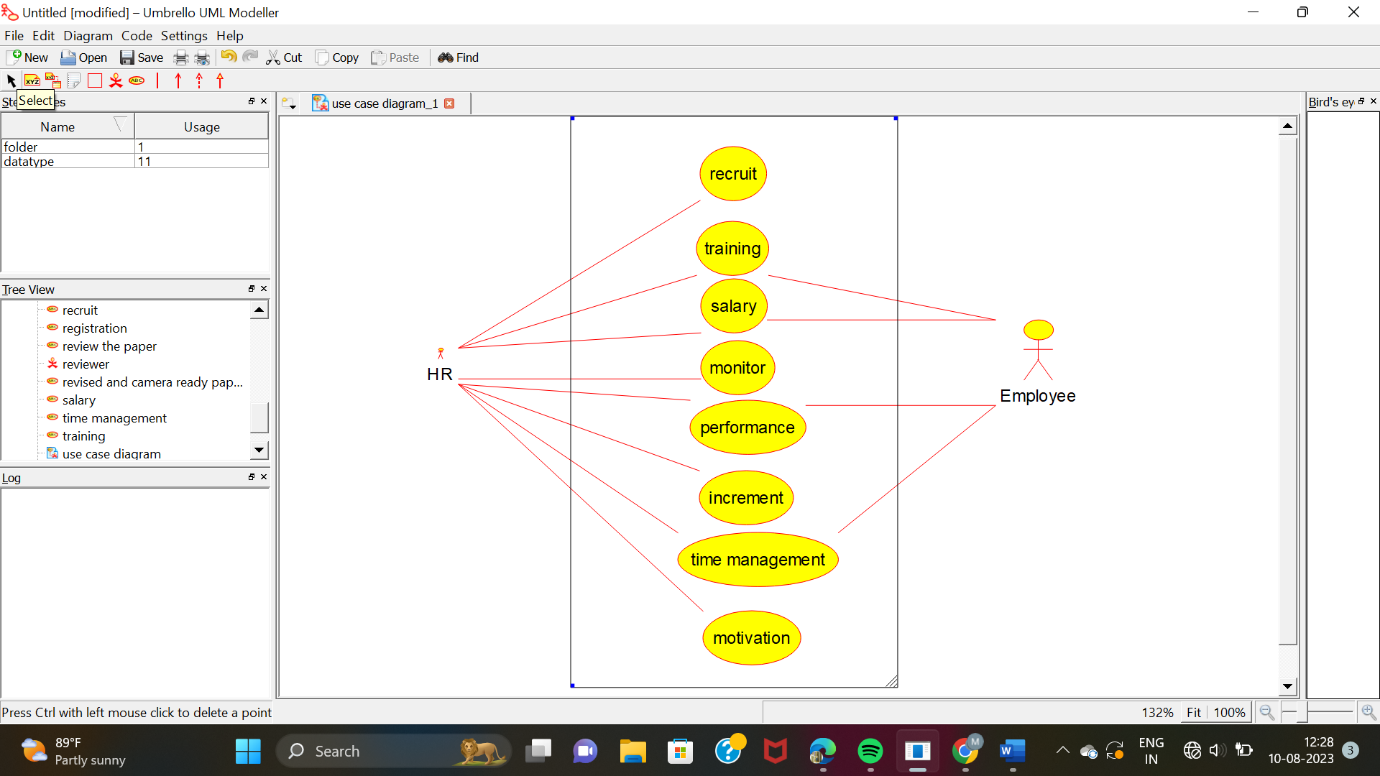 Untitled [modified] – Umbrello UML Modeller
File Edit Diagram Code Settings Help
New Open Save Cut Copy Paste Find
XYZ ABC
Select
Name Usage
folder 1
datatype 11
Tree View
recruit
registration
review the paper
reviewer
revised and camera ready pap...
salary
time management
training
use case diagram
Log
use case diagram_1
recruit
training
salary
monitor
performance
increment
time management
motivation
HR
Employee
Bird's ey
Press Ctrl with left mouse click to delete a point
132% Fit 100%
89°F
Partly sunny
Search
M
W
ENG
IN
12:28
10-08-2023
3